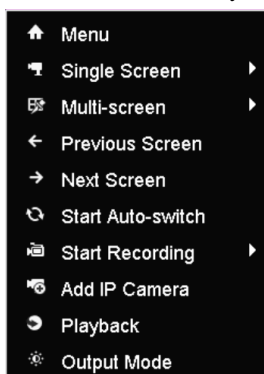 Menu
Single Screen
Multi-screen
Previous Screen
Next Screen
Start Auto-switch
Start Recording
Add IP Camera
Playback
Output Mode